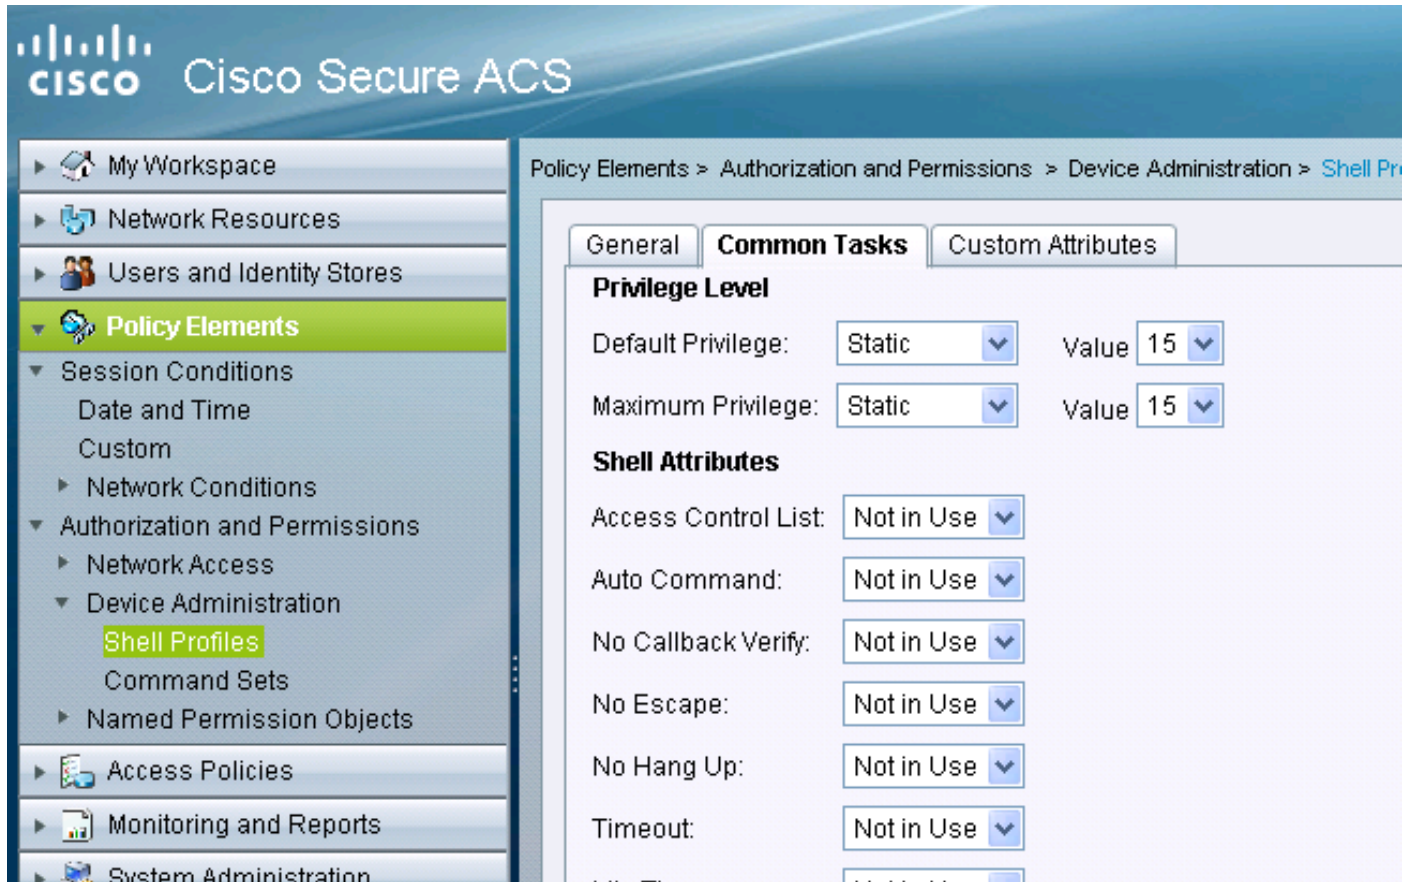 CISCO Cisco Secure ACS
My Workspace
Network Resources
Users and Identity Stores
Policy Elements
Session Conditions
Date and Time
Custom
Network Conditions
Authorization and Permissions
Network Access
Device Administration
Shell Profiles
Command Sets
Named Permission Objects
Access Policies
Monitoring and Reports
System Administration
Policy Elements > Authorization and Permissions > Device Administration > Shell Pr
General Common Tasks Custom Attributes
Privilege Level
Default Privilege: Static Value 15
Maximum Privilege: Static Value 15
Shell Attributes
Access Control List: Not in Use
Auto Command: Not in Use
No Callback Verify: Not in Use
No Escape: Not in Use
No Hang Up: Not in Use
Timeout: Not in Use